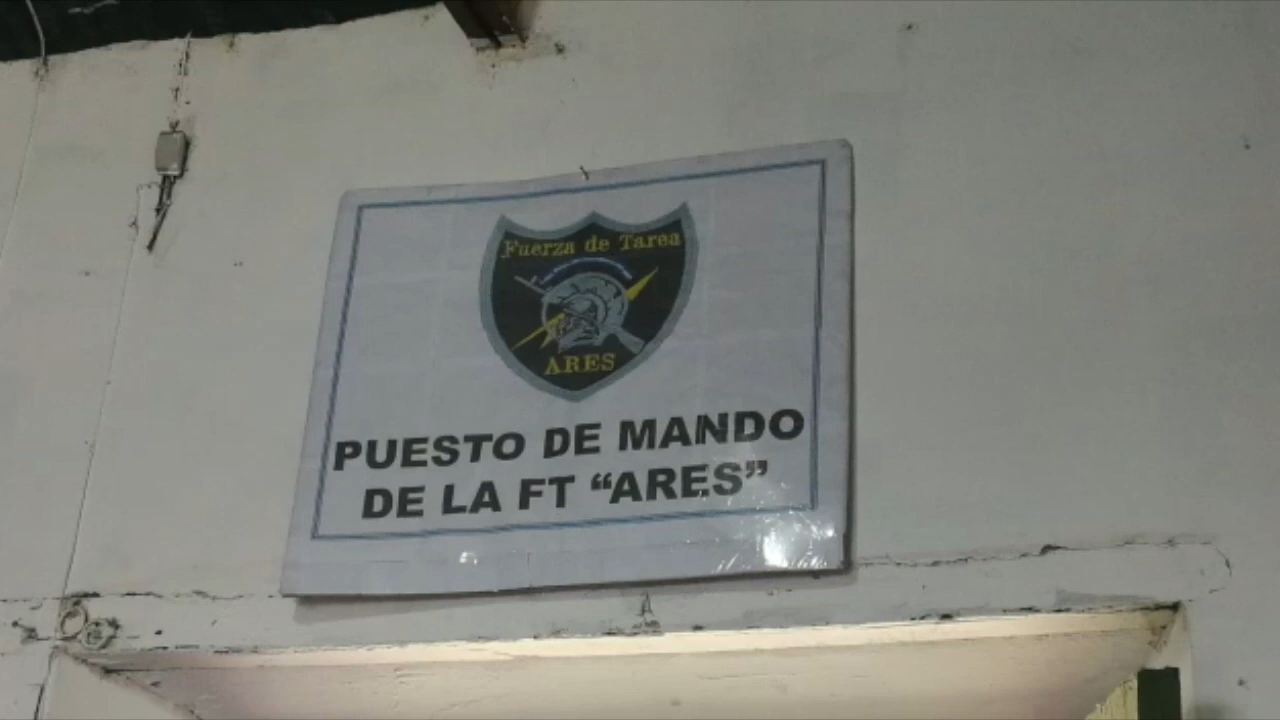 Fuerza de Tarea
ARES
PUESTO DE MANDO
DE LA FT “ARES”